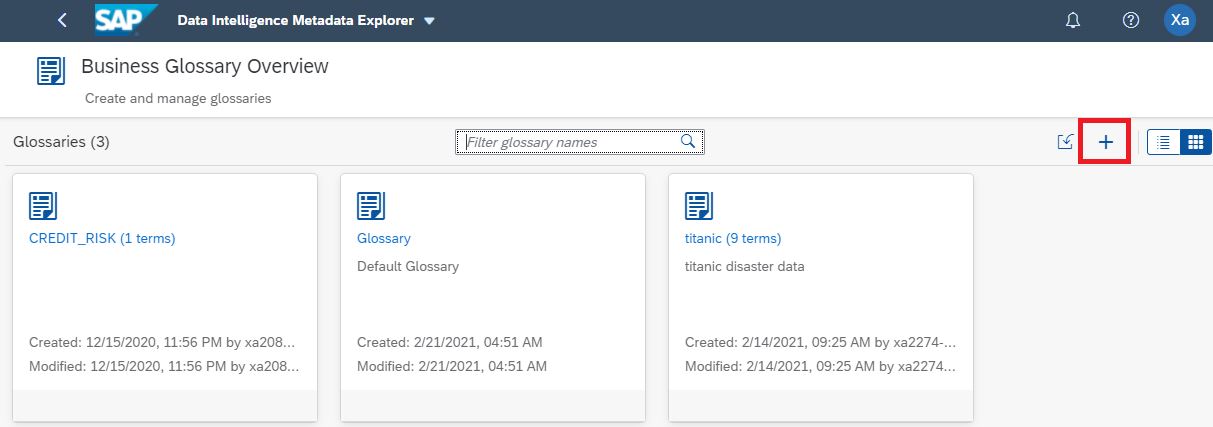 SAP Data Intelligence Metadata Explorer Xa
Business Glossary Overview
Create and manage glossaries
Glossaries (3) Filter glossary names
CREDIT_RISK (1 terms)
Created: 12/15/2020, 11:56 PM by xa208...
Modified: 12/15/2020, 11:56 PM by xa208...
Glossary
Default Glossary
Created: 2/21/2021, 04:51 AM
Modified: 2/21/2021, 04:51 AM
titanic (9 terms)
titanic disaster data
Created: 2/14/2021, 09:25 AM by xa2274-...
Modified: 2/14/2021, 09:25 AM by xa2274...